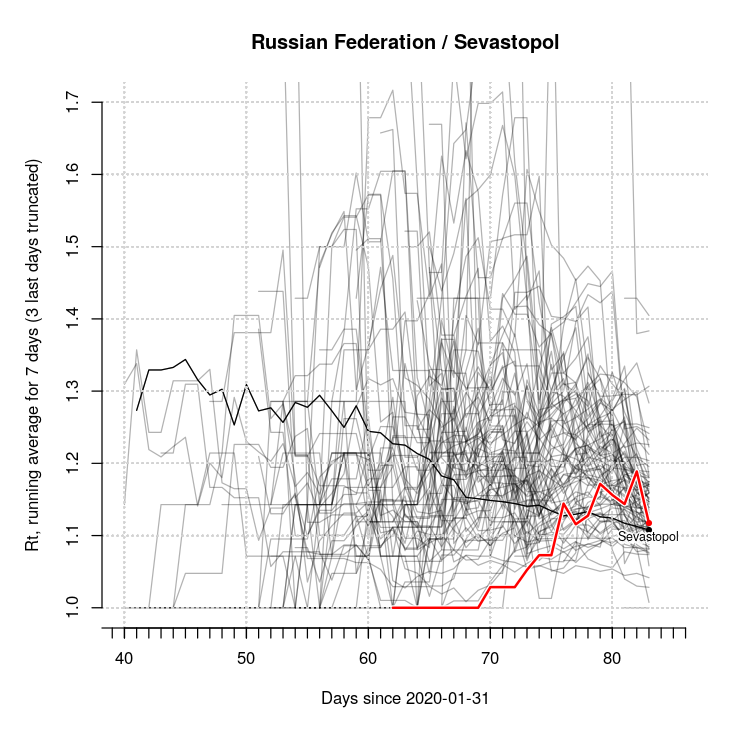 Russian Federation / Sevastopol
Rt, running average for 7 days (3 last days truncated)
1.7
1.6
1.5
1.4
1.3
1.2
1.1
1.0
Sevastopol
40 50 60 70 80
Days since 2020-01-31